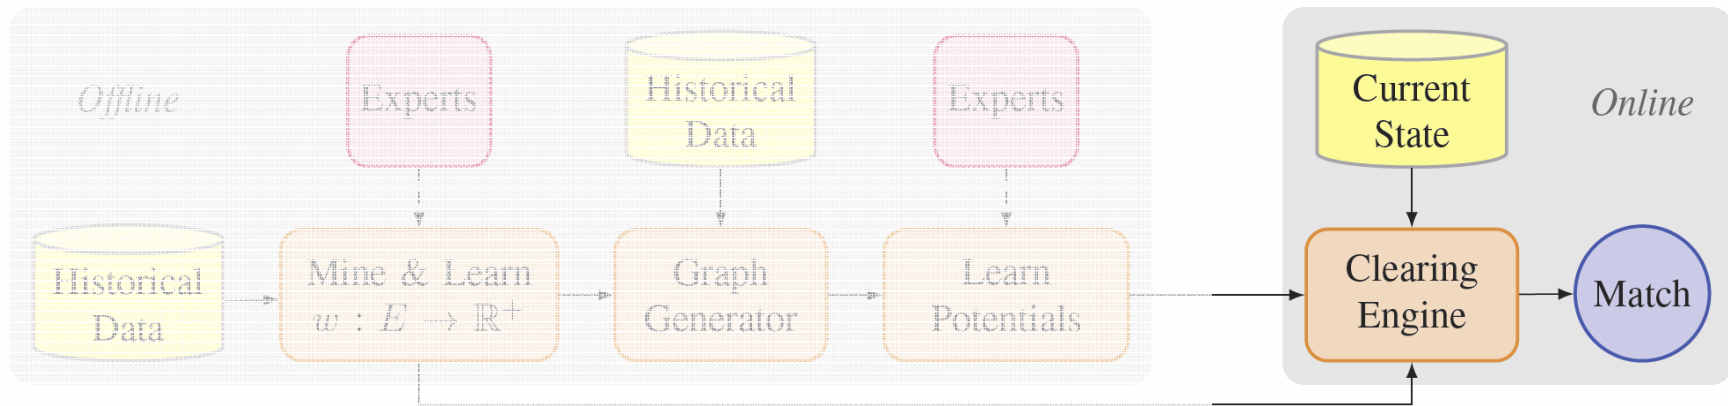 Offline
Experts
Historical
Data
Experts
Current
State
Online
Historical
Data
Mine & Learn
w : E → ℝ⁺
Graph
Generator
Learn
Potentials
Clearing
Engine
Match